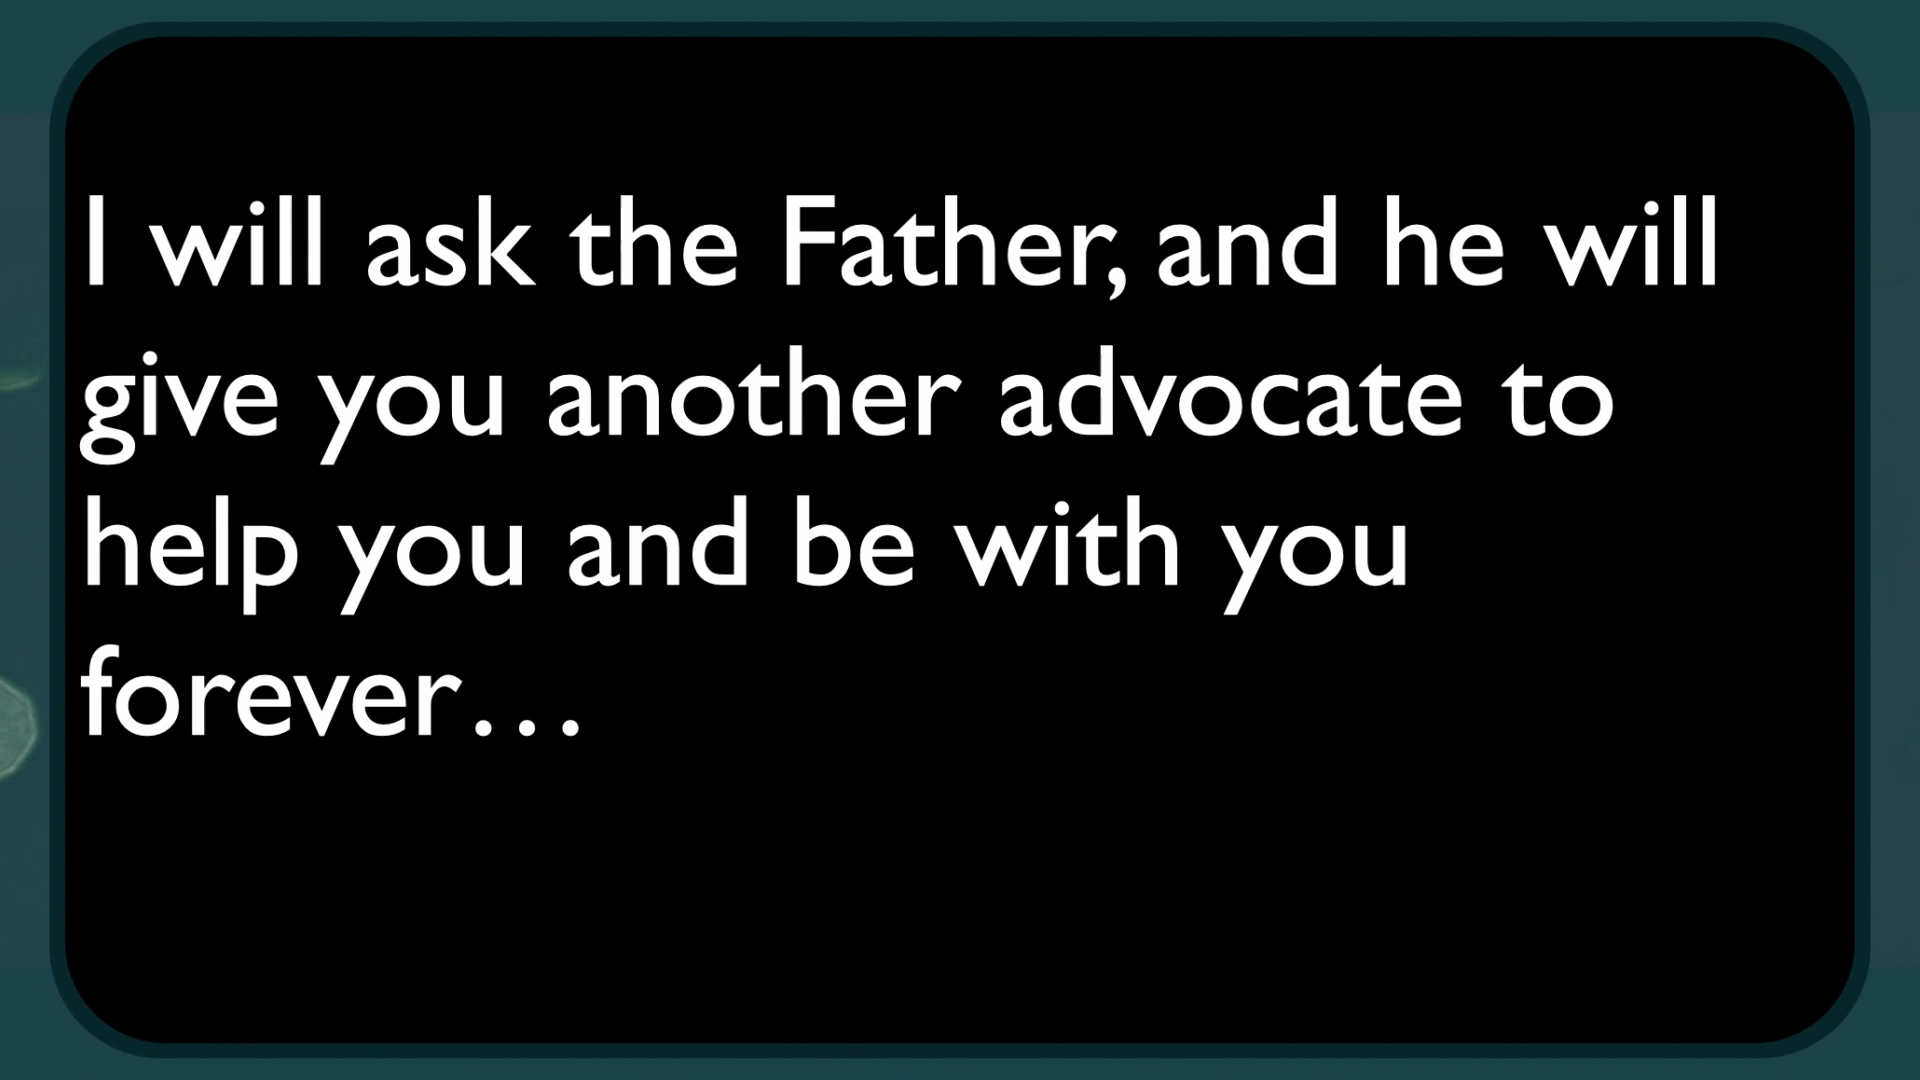 I will ask the Father, and he will
give you another advocate to
help you and be with you
forever…